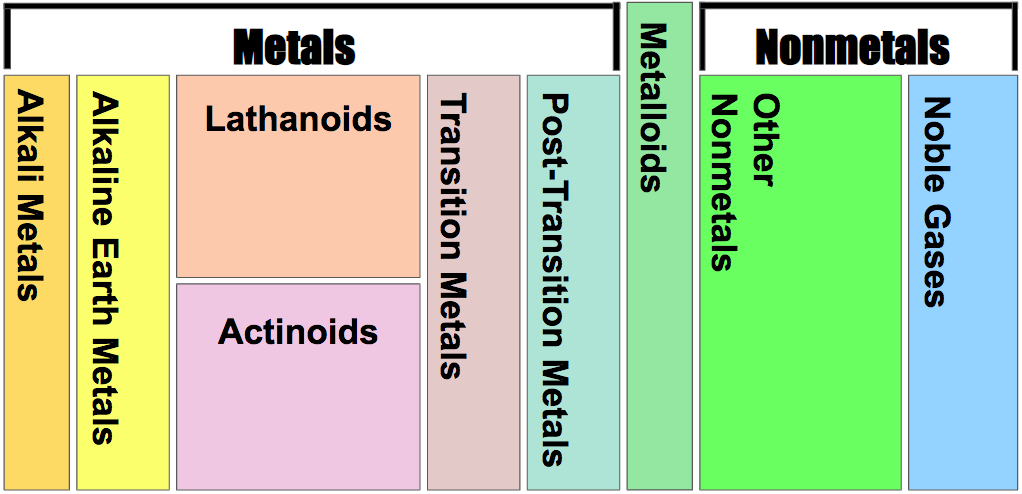 Metals
Metalloids
Nonmetals
Alkali Metals
Alkaline Earth Metals
Lathanoids
Actinoids
Transition Metals
Post-Transition Metals
Other
Nonmetals
Noble Gases